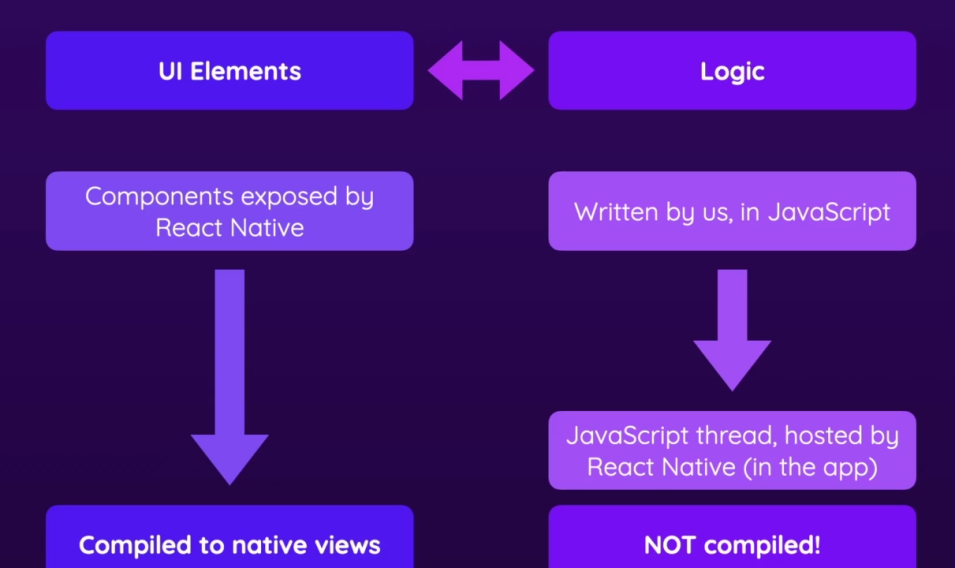 UI Elements
Logic
Components exposed by
React Native
Written by us, in JavaScript
JavaScript thread, hosted by
React Native (in the app)
Compiled to native views
NOT compiled!